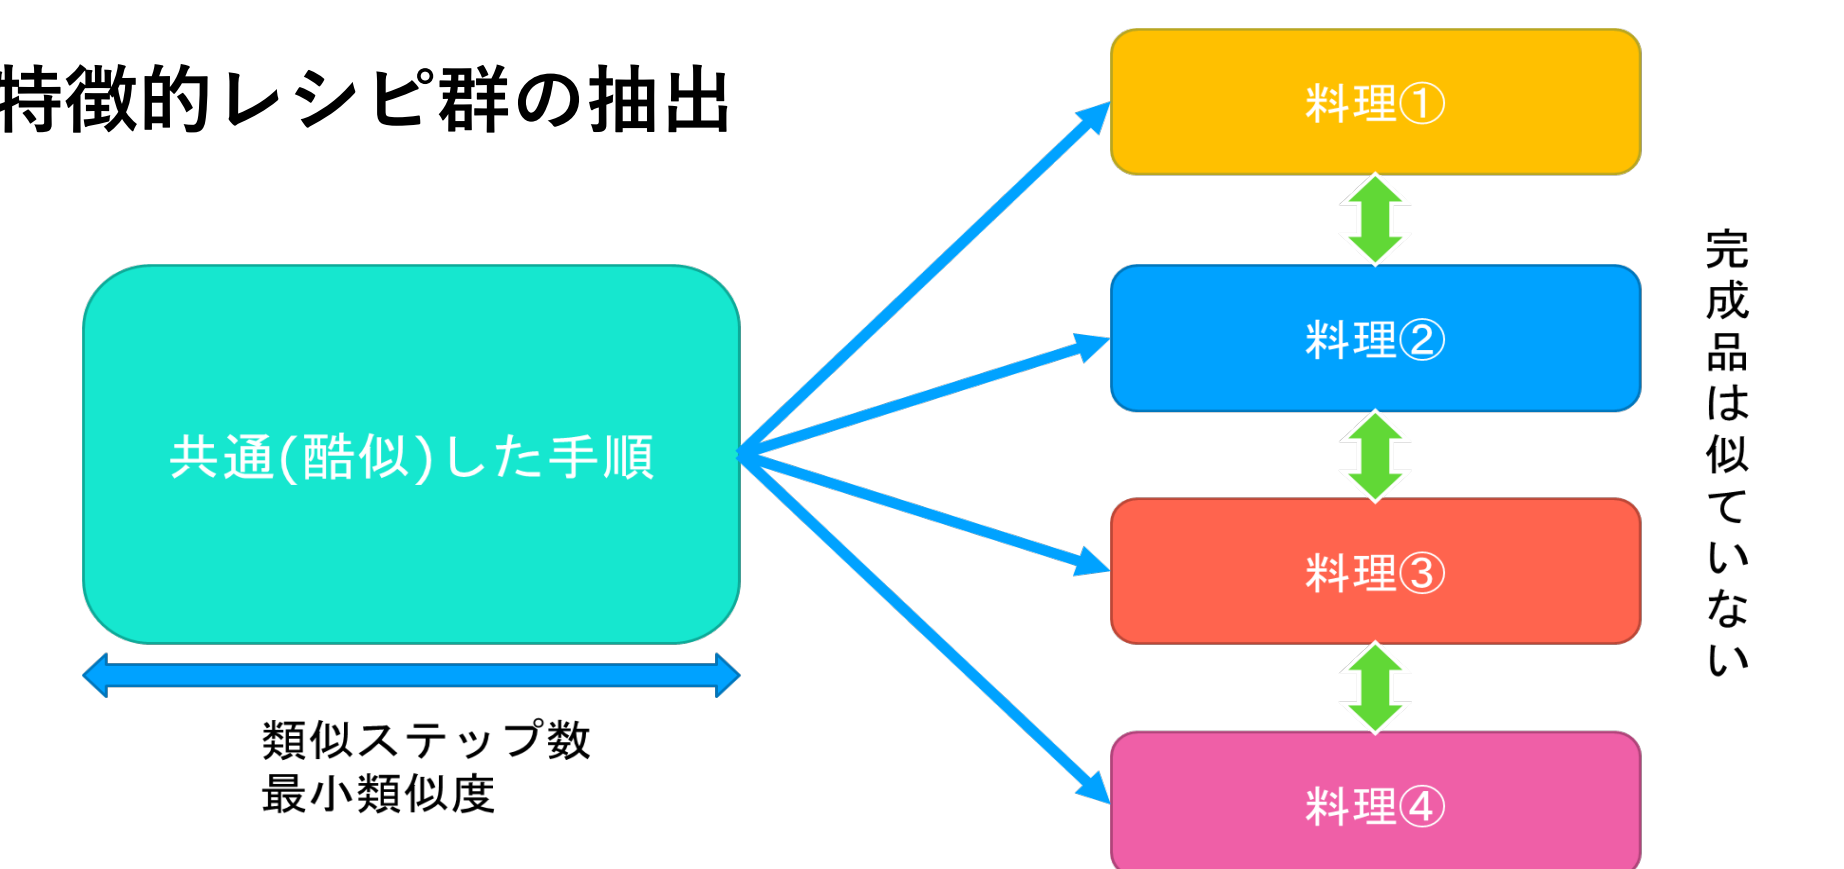 特徴的レシピ群の抽出
共通(酷似)した手順
類似ステップ数
最小類似度
料理①
料理②
料理③
料理④
完成品は似ていない